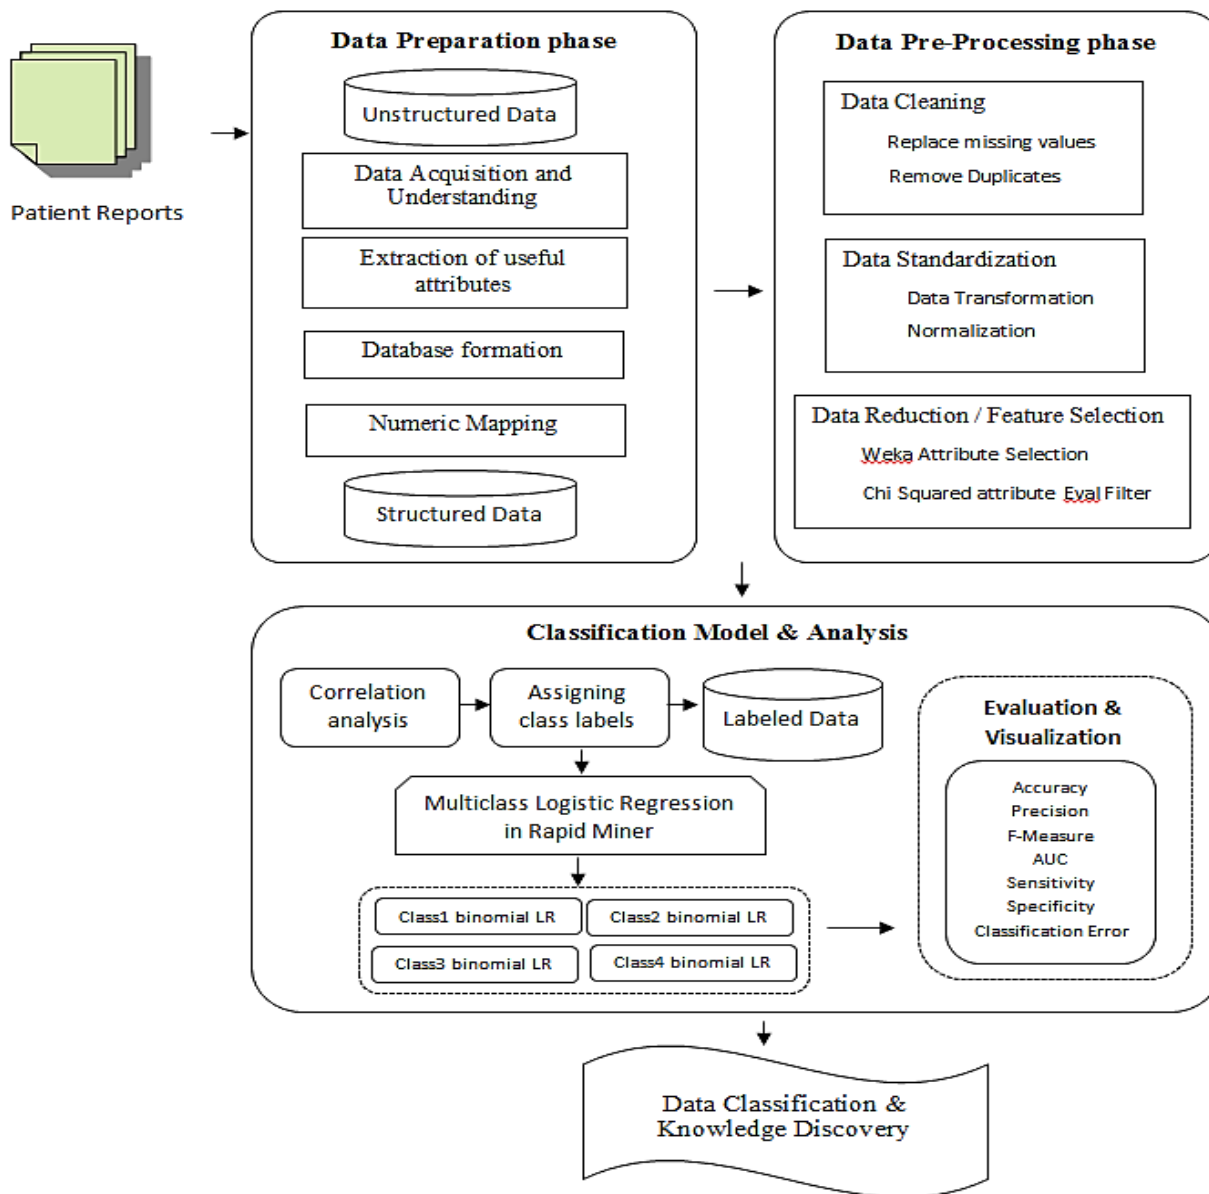 Patient Reports
Data Preparation phase
Unstructured Data
Data Acquisition and
Understanding
Extraction of useful
attributes
Database formation
Numeric Mapping
Structured Data
Data Pre-Processing phase
Data Cleaning
Replace missing values
Remove Duplicates
Data Standardization
Data Transformation
Normalization
Data Reduction / Feature Selection
Weka Attribute Selection
Chi Squared attribute Eval Filter
Classification Model & Analysis
Correlation
analysis
Assigning
class labels
Labeled Data
Multiclass Logistic Regression
in Rapid Miner
Class1 binomial LR
Class2 binomial LR
Class3 binomial LR
Class4 binomial LR
Evaluation &
Visualization
Accuracy
Precision
F-Measure
AUC
Sensitivity
Specificity
Classification Error
Data Classification &
Knowledge Discovery